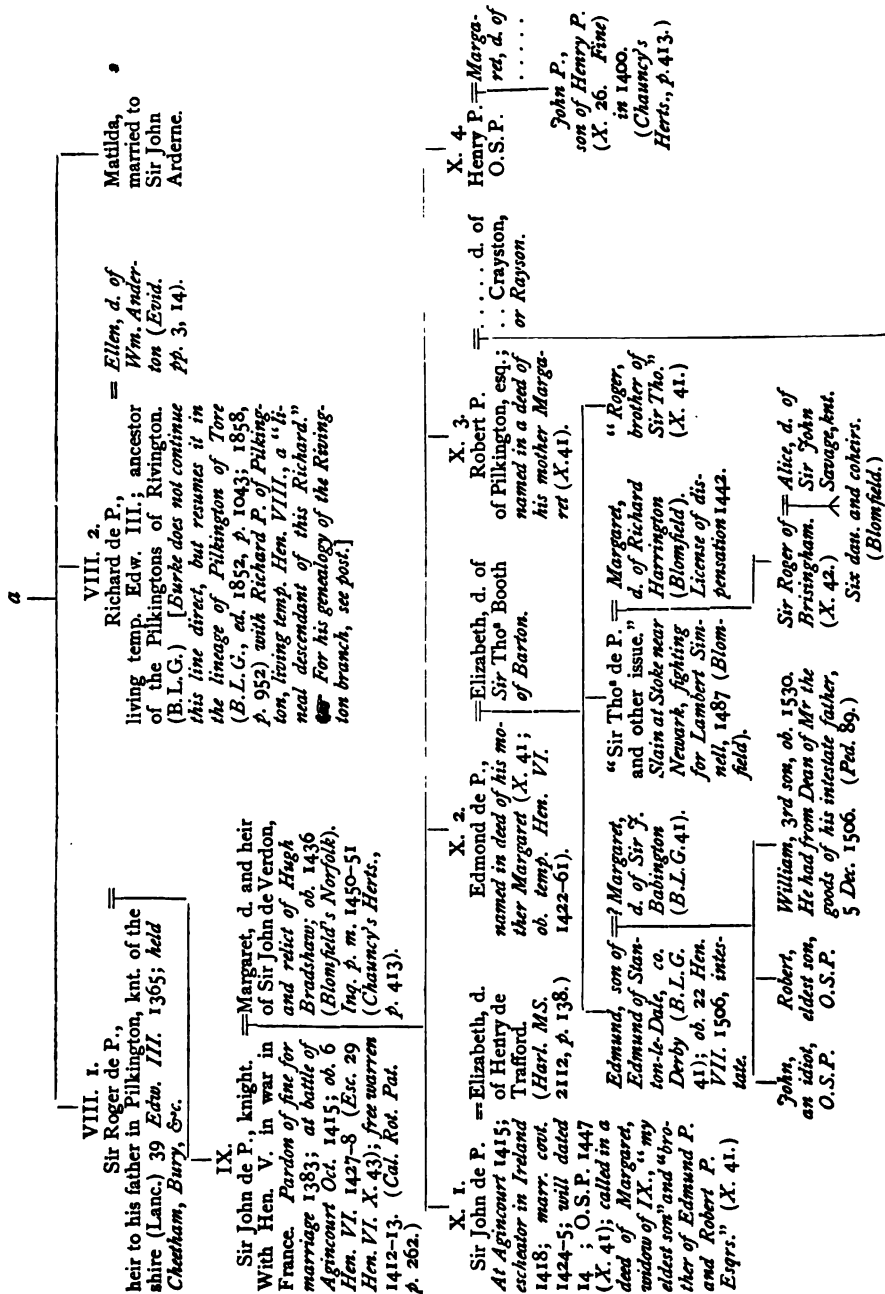 a
VIII. 1.
Sir Roger de P.,
heir to his father in Pilkington, knt. of the
shire (Lanc.) 39 Edw. III. 1365; held
Cheetham, Bury, &c.
VIII. 2.
Richard de P.,
living temp. Edw. III.; ancestor
of the Pilkingtons of Rivington.
(B.L.G.) [Burke does not continue
this line direct, but resumes it in
the lineage of Pilkington of Tore
(B.L.G., ed. 1852, p. 1043; 1858,
p. 952) with Richard P. of Pilking-
ton, living temp. Hen. VIII., a "li-
neal descendant of this Richard."
☛ For his genealogy of the Riving-
ton branch, see post.]
= Ellen, d. of
Wm. Ander-
ton (Evid.
pp. 3, 14).
Matilda,
married to
Sir John
Arderne.
IX.
Sir John de P., knight.
With Hen. V. in war in
France. Pardon of fine for
marriage 1383; at battle of
Agincourt Oct. 1415; ob. 6
Hen. VI. 1427-8 (Esc. 29
Hen. VI. X. 43); free warren
1412-13. (Cal. Rot. Pat.
p. 262.)
=Margaret, d. and heir
of Sir John de Verdon,
and relict of Hugh
Bradshaw; ob. 1436
(Blomfield's Norfolk).
Inq. p. m. 1450-51
(Chauncy's Herts.,
p. 413).
X. 1.
Sir John de P.
At Agincourt 1415;
escheator in Ireland
1418; marr. covt.
1424-5; will dated
14 ; O.S.P. 1447
(X. 41); called in a
deed of Margaret,
widow of IX., "my
eldest son" and "bro-
ther of Edmund P.
and Robert P.
Esqrs." (X. 41.)
=Elizabeth, d.
of Henry de
Trafford.
(Harl. MS.
2112, p. 138.)
X. 2.
Edmond de P.,
named in deed of his mo-
ther Margaret (X. 41;
ob. temp. Hen. VI.
1422-61).
=Elizabeth, d. of
Sir Thoˢ Booth
of Barton.
X. 3.
Robert P.
of Pilkington, esq.;
named in a deed of
his mother Marga-
ret (X. 41).
=...... d. of
.. Crayston,
or Rayson.
X. 4.
Henry P.
O.S.P.
=Marga-
ret, d. of
......
John P.,
son of Henry P.
(X. 26. Fine)
in 1400.
(Chauncy's
Herts., p. 413.)
Edmund, son of
Edmund of Stan-
ton-le-Dale, co.
Derby (B.L.G.
41); ob. 22 Hen.
VII. 1506, intes-
tate.
=? Margaret,
d. of Sir J.
Babington
(B.L.G. 41).
"Sir Thoˢ de P.
and other issue."
Slain at Stoke near
Newark, fighting
for Lambert Sim-
nell, 1487 (Blom-
field).
= Margaret,
d. of Richard
Harrington
(Blomfield).
License of dis-
pensation 1442.
"Roger,
brother of
Sir Tho."
(X. 41.)
John,
an idiot,
O.S.P.
Robert,
eldest son,
O.S.P.
William, 3rd son, ob. 1530.
He had from Dean of Mr the
goods of his intestate father,
5 Dec. 1506. (Ped. 89.)
Sir Roger of
Brisingham.
(X. 42.)
= Alice, d. of
Sir John
Savage, knt.
Six dau. and coheirs.
(Blomfield.)